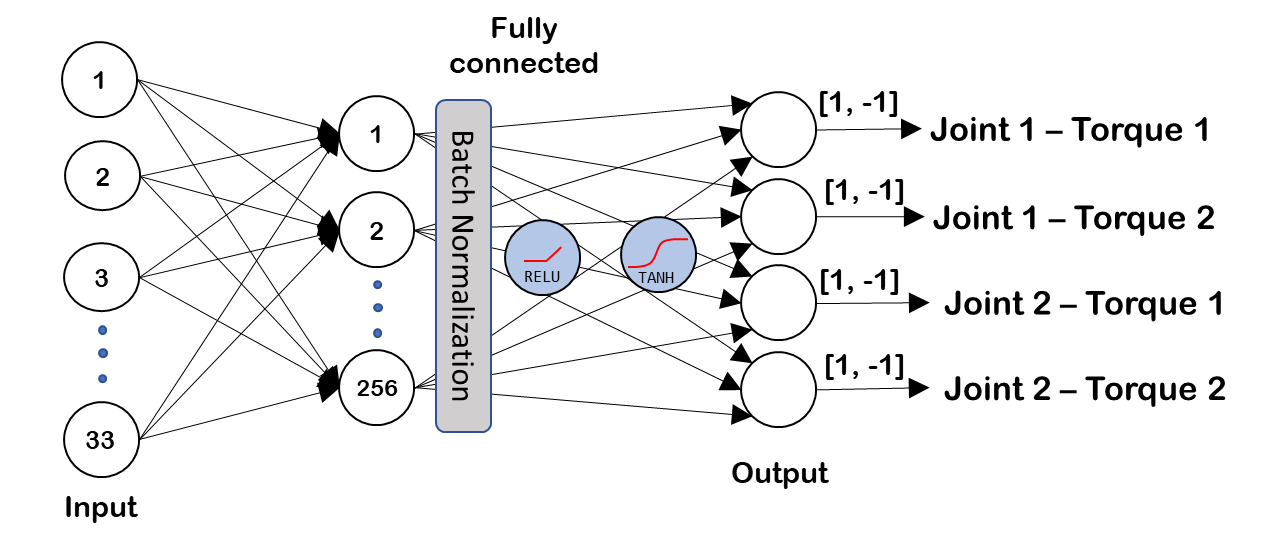 Fully
connected
1
2
3
33
Input
1
2
256
Batch Normalization
RELU
TANH
[1, -1]
Joint 1 – Torque 1
[1, -1]
Joint 1 – Torque 2
[1, -1]
Joint 2 – Torque 1
[1, -1]
Joint 2 – Torque 2
Output